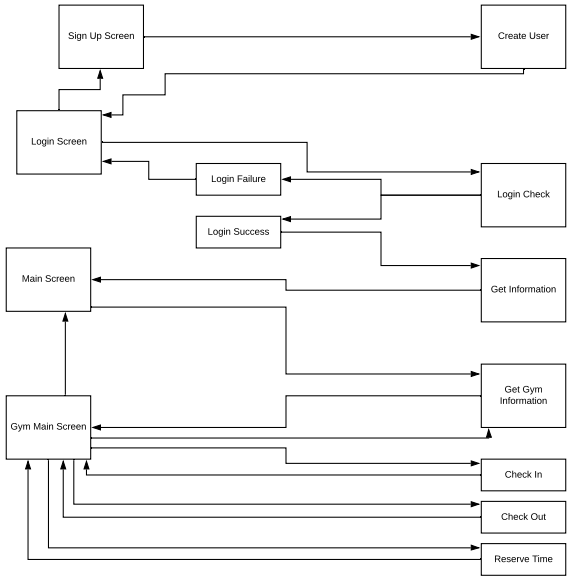 Sign Up Screen
Create User
Login Screen
Login Failure
Login Check
Login Success
Main Screen
Get Information
Get Gym
Information
Gym Main Screen
Check In
Check Out
Reserve Time